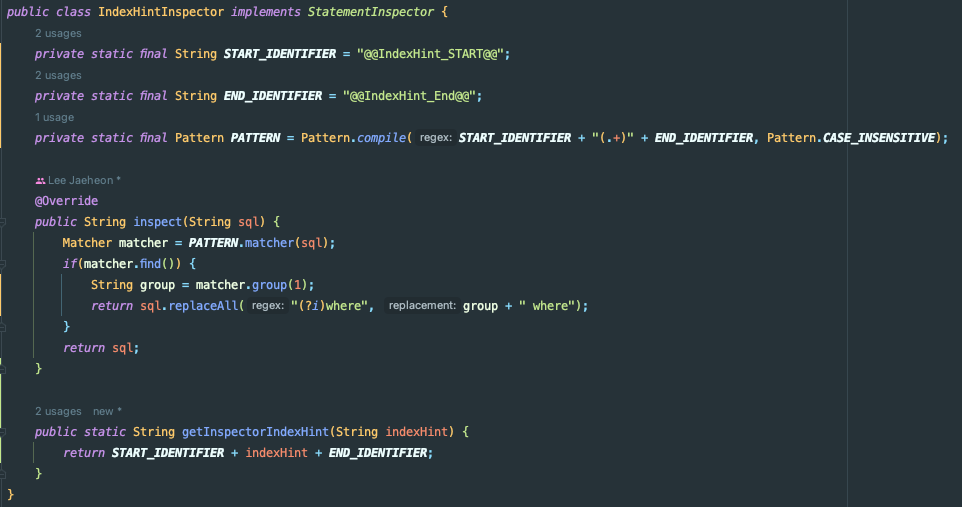 public class IndexHintInspector implements StatementInspector {
2 usages
private static final String START_IDENTIFIER = "@@IndexHint_START@@";
2 usages
private static final String END_IDENTIFIER = "@@IndexHint_End@@";
1 usage
private static final Pattern PATTERN = Pattern.compile( regex: START_IDENTIFIER + "(.+)" + END_IDENTIFIER, Pattern.CASE_INSENSITIVE);
Lee Jaeheon *
@Override
public String inspect(String sql) {
Matcher matcher = PATTERN.matcher(sql);
if(matcher.find()) {
String group = matcher.group(1);
return sql.replaceAll( regex: "(?i)where", replacement: group + " where");
}
return sql;
}
2 usages new *
public static String getInspectorIndexHint(String indexHint) {
return START_IDENTIFIER + indexHint + END_IDENTIFIER;
}
}